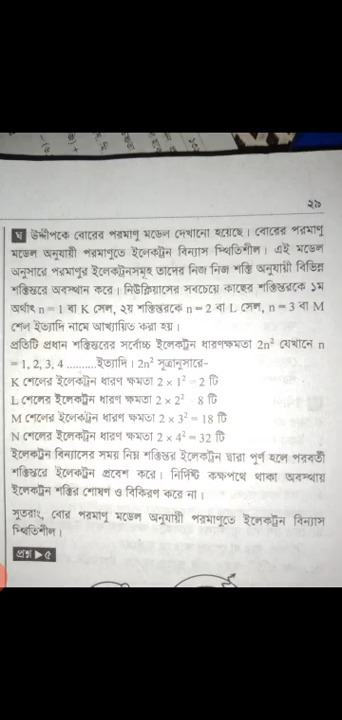 ২৯
ঘ উদ্দীপকে বোরের পরমাণু মডেল দেখানো হয়েছে। বোরের পরমাণু
মডেল অনুযায়ী পরমাণুতে ইলেকট্রন বিন্যাস স্থিতিশীল। এই মডেল
অনুসারে পরমাণুর ইলেকট্রনসমূহ তাদের নিজ নিজ শক্তি অনুযায়ী বিভিন্ন
শক্তিস্তরে অবস্থান করে। নিউক্লিয়াসের সবচেয়ে কাছের শক্তিস্তরকে ১ম
অর্থাৎ n = 1 বা K সেল, ২য় শক্তিস্তরকে n = 2 বা L সেল, n = 3 বা M
শেল ইত্যাদি নামে আখ্যায়িত করা হয়।
প্রতিটি প্রধান শক্তিস্তরের সর্বোচ্চ ইলেকট্রন ধারণক্ষমতা 2n² যেখানে n
= 1, 2, 3, 4 ..........ইত্যাদি। 2n² সূত্রানুসারে-
K শেলের ইলেকট্রন ধারণ ক্ষমতা 2 × 1² = 2 টি
L শেলের ইলেকট্রন ধারণ ক্ষমতা 2 × 2² 8 টি
M শেলের ইলেকট্রন ধারণ ক্ষমতা 2 × 3² = 18 টি
N শেলের ইলেকট্রন ধারণ ক্ষমতা 2 × 4² = 32 টি
ইলেকট্রন বিন্যাসের সময় নিম্ন শক্তিস্তর ইলেকট্রন দ্বারা পূর্ণ হলে পরবর্তী
শক্তিস্তরে ইলেকট্রন প্রবেশ করে। নির্দিষ্ট কক্ষপথে থাকা অবস্থায়
ইলেকট্রন শক্তির শোষণ ও বিকিরণ করে না।
সুতরাং, বোর পরমাণু মডেল অনুযায়ী পরমাণুতে ইলেকট্রন বিন্যাস
স্থিতিশীল।
প্রশ্ন ▶ ৫